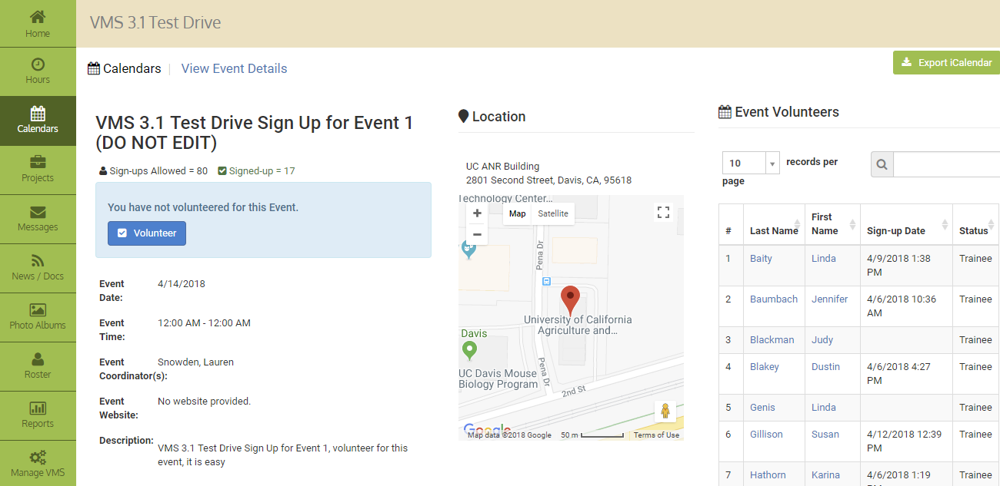 Home
Hours
Calendars
Projects
Messages
News / Docs
Photo Albums
Roster
Reports
Manage VMS
VMS 3.1 Test Drive
Calendars
View Event Details
Export iCalendar
VMS 3.1 Test Drive Sign Up for Event 1
(DO NOT EDIT)
Sign-ups Allowed = 80 Signed-up = 17
You have not volunteered for this Event.
Volunteer
Event
Date:
4/14/2018
Event
Time:
12:00 AM - 12:00 AM
Event
Coordinator(s):
Snowden, Lauren
Event
Website:
No website provided.
Description:
VMS 3.1 Test Drive Sign Up for Event 1, volunteer for this
event, it is easy
Location
UC ANR Building
2801 Second Street, Davis, CA, 95618
Technology Center...
+
−
Map
Satellite
Pena Dr
University of California
Agriculture and...
Davis
UC Davis Mouse
Biology Program
Pena Dr
2nd St
Google
Map data ©2018 Google 50 m Terms of Use
Event Volunteers
10 records per
page
# Last Name First
Name Sign-up Date Status
1 Baity Linda 4/9/2018 1:38
PM Trainee
2 Baumbach Jennifer 4/6/2018 10:36
AM Trainee
3 Blackman Judy Trainee
4 Blakey Dustin 4/6/2018 4:27
PM Trainee
5 Genis Linda Trainee
6 Gillison Susan 4/12/2018 12:39
PM Trainee
7 Hathorn Karina 4/6/2018 1:19
Trainee